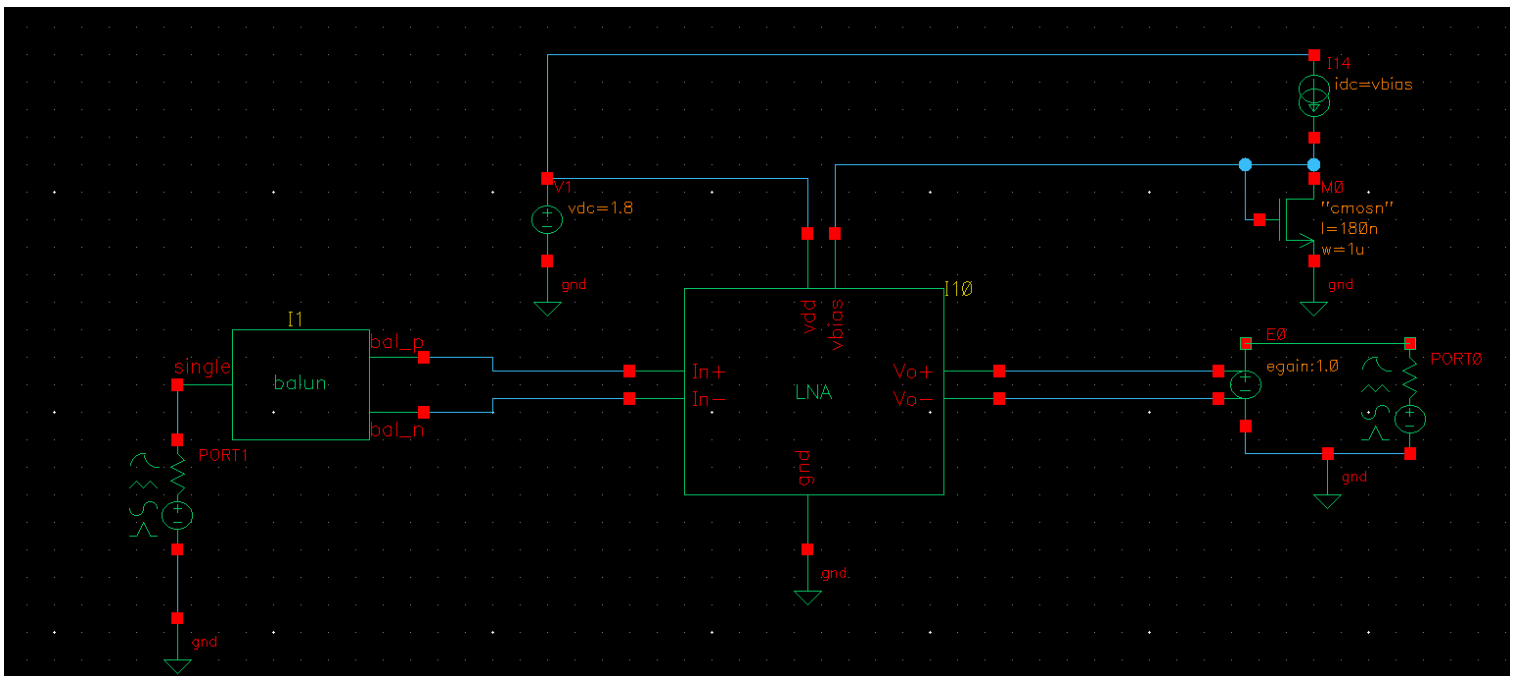 I14
idc=vbias
V1
vdc=1.8
gnd
M0
"cmosn"
l=180n
w=1u
gnd
I10
vdd
vbias
I1
single
balun
bal_p
bal_n
In+
In-
LNA
Vo+
Vo-
gnd
gnd
E0
egain:1.0
PORT0
gnd
PORT1
gnd